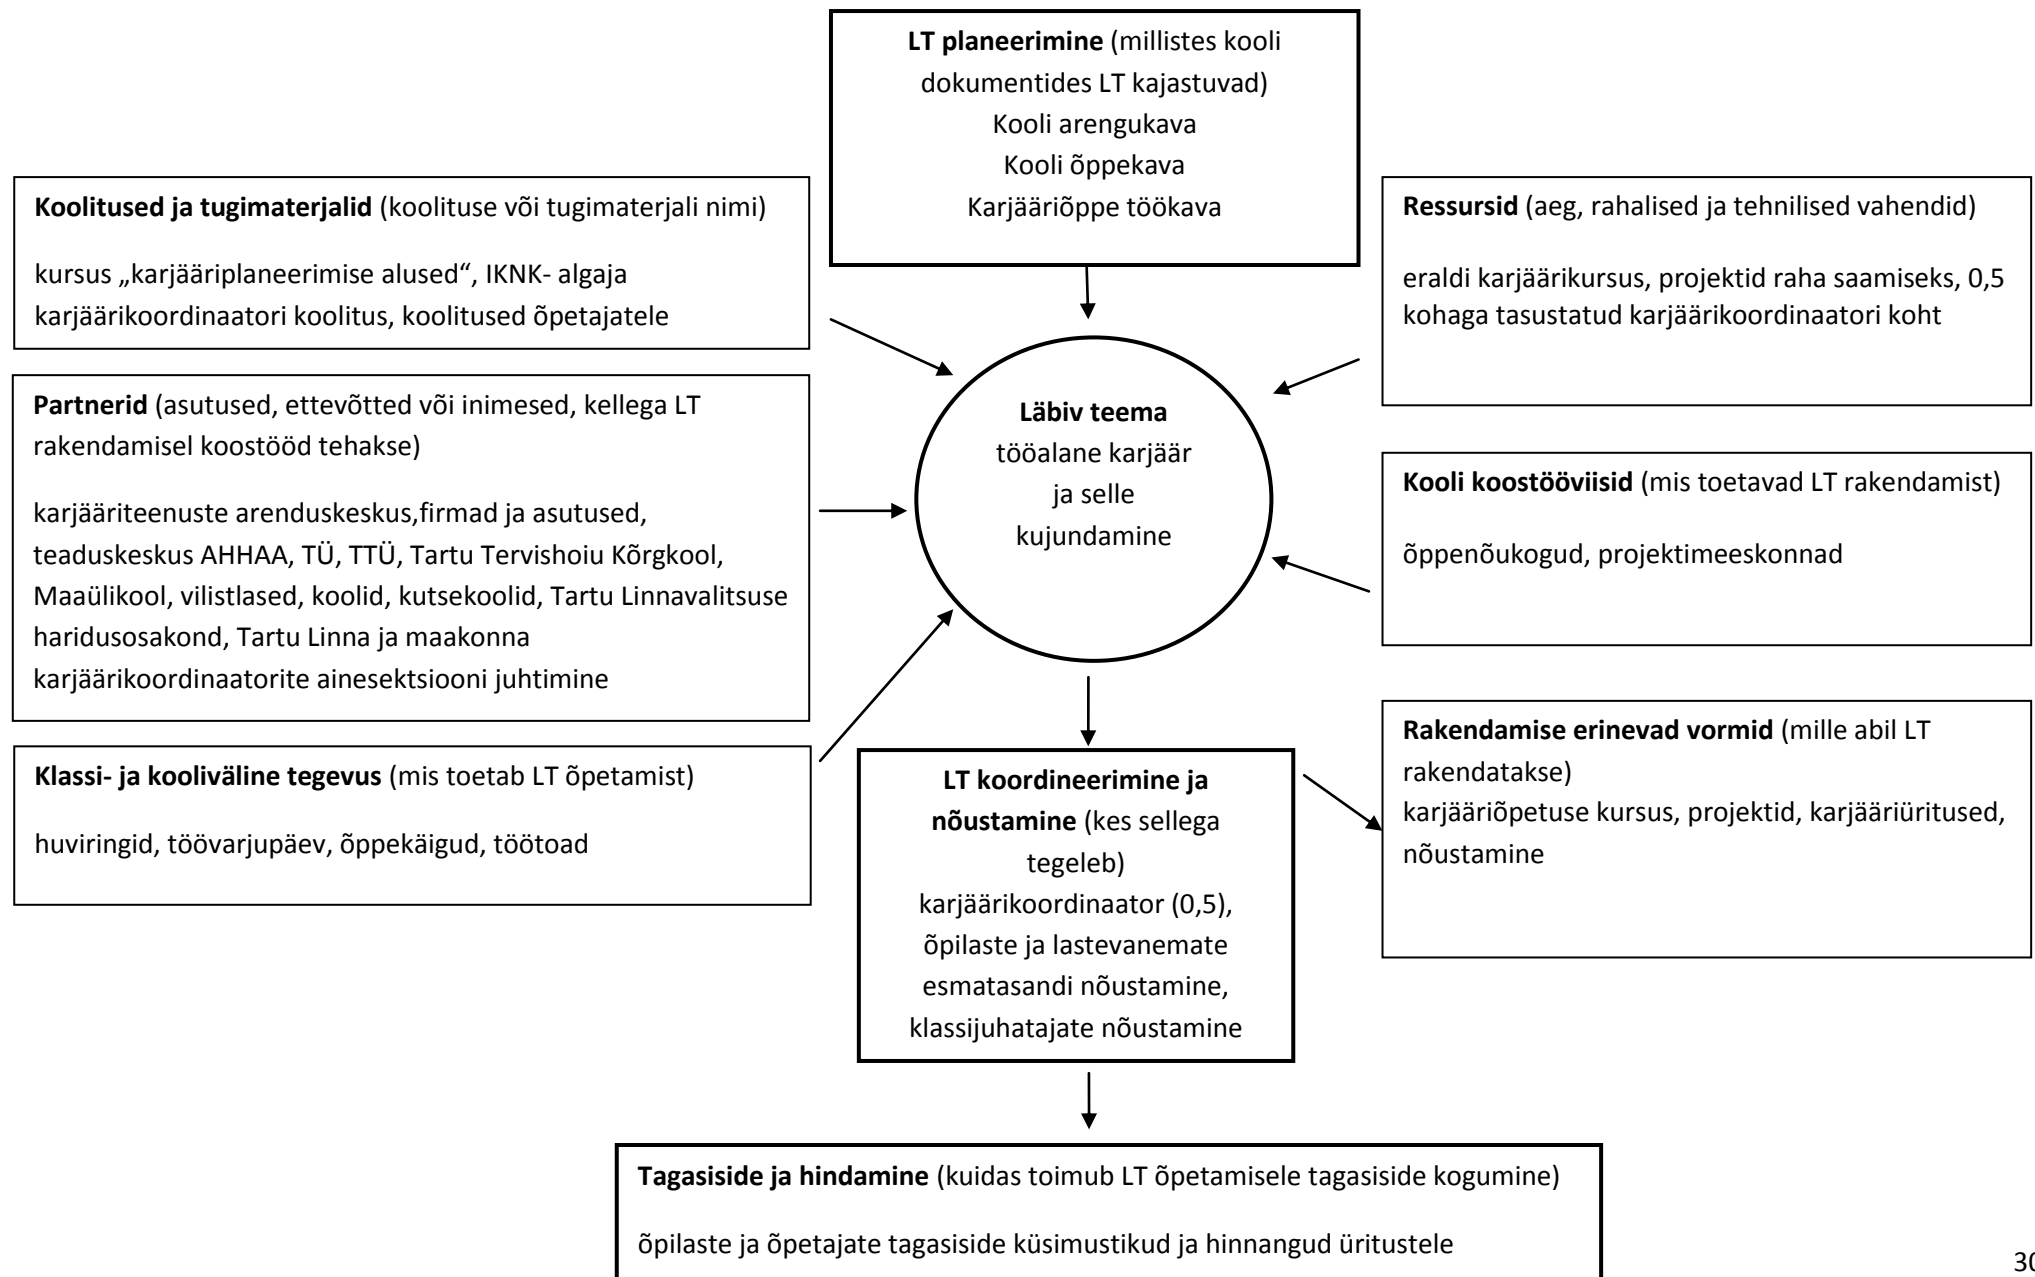 LT planeerimine (millistes kooli
dokumentides LT kajastuvad)
Kooli arengukava
Kooli õppekava
Karjääriõppe töökava
Koolitused ja tugimaterjalid (koolituse või tugimaterjali nimi)
kursus „karjääriplaneerimise alused“, IKNK- algaja
karjäärikoordinaatori koolitus, koolitused õpetajatele
Ressursid (aeg, rahalised ja tehnilised vahendid)
eraldi karjäärikursus, projektid raha saamiseks, 0,5
kohaga tasustatud karjäärikoordinaatori koht
Partnerid (asutused, ettevõtted või inimesed, kellega LT
rakendamisel koostööd tehakse)
karjääriteenuste arenduskeskus,firmad ja asutused,
teaduskeskus AHHAA, TÜ, TTÜ, Tartu Tervishoiu Kõrgkool,
Maaülikool, vilistlased, koolid, kutsekoolid, Tartu Linnavalitsuse
haridusosakond, Tartu Linna ja maakonna
karjäärikoordinaatorite ainesektsiooni juhtimine
Läbiv teema
tööalane karjäär
ja selle
kujundamine
Kooli koostööviisid (mis toetavad LT rakendamist)
õppenõukogud, projektimeeskonnad
Klassi- ja kooliväline tegevus (mis toetab LT õpetamist)
huviringid, töövarjupäev, õppekäigud, töötoad
LT koordineerimine ja
nõustamine (kes sellega
tegeleb)
karjäärikoordinaator (0,5),
õpilaste ja lastevanemate
esmatasandi nõustamine,
klassijuhatajate nõustamine
Rakendamise erinevad vormid (mille abil LT
rakendatakse)
karjääriõpetuse kursus, projektid, karjääriüritused,
nõustamine
Tagasiside ja hindamine (kuidas toimub LT õpetamisele tagasiside kogumine)
õpilaste ja õpetajate tagasiside küsimustikud ja hinnangud üritustele
30